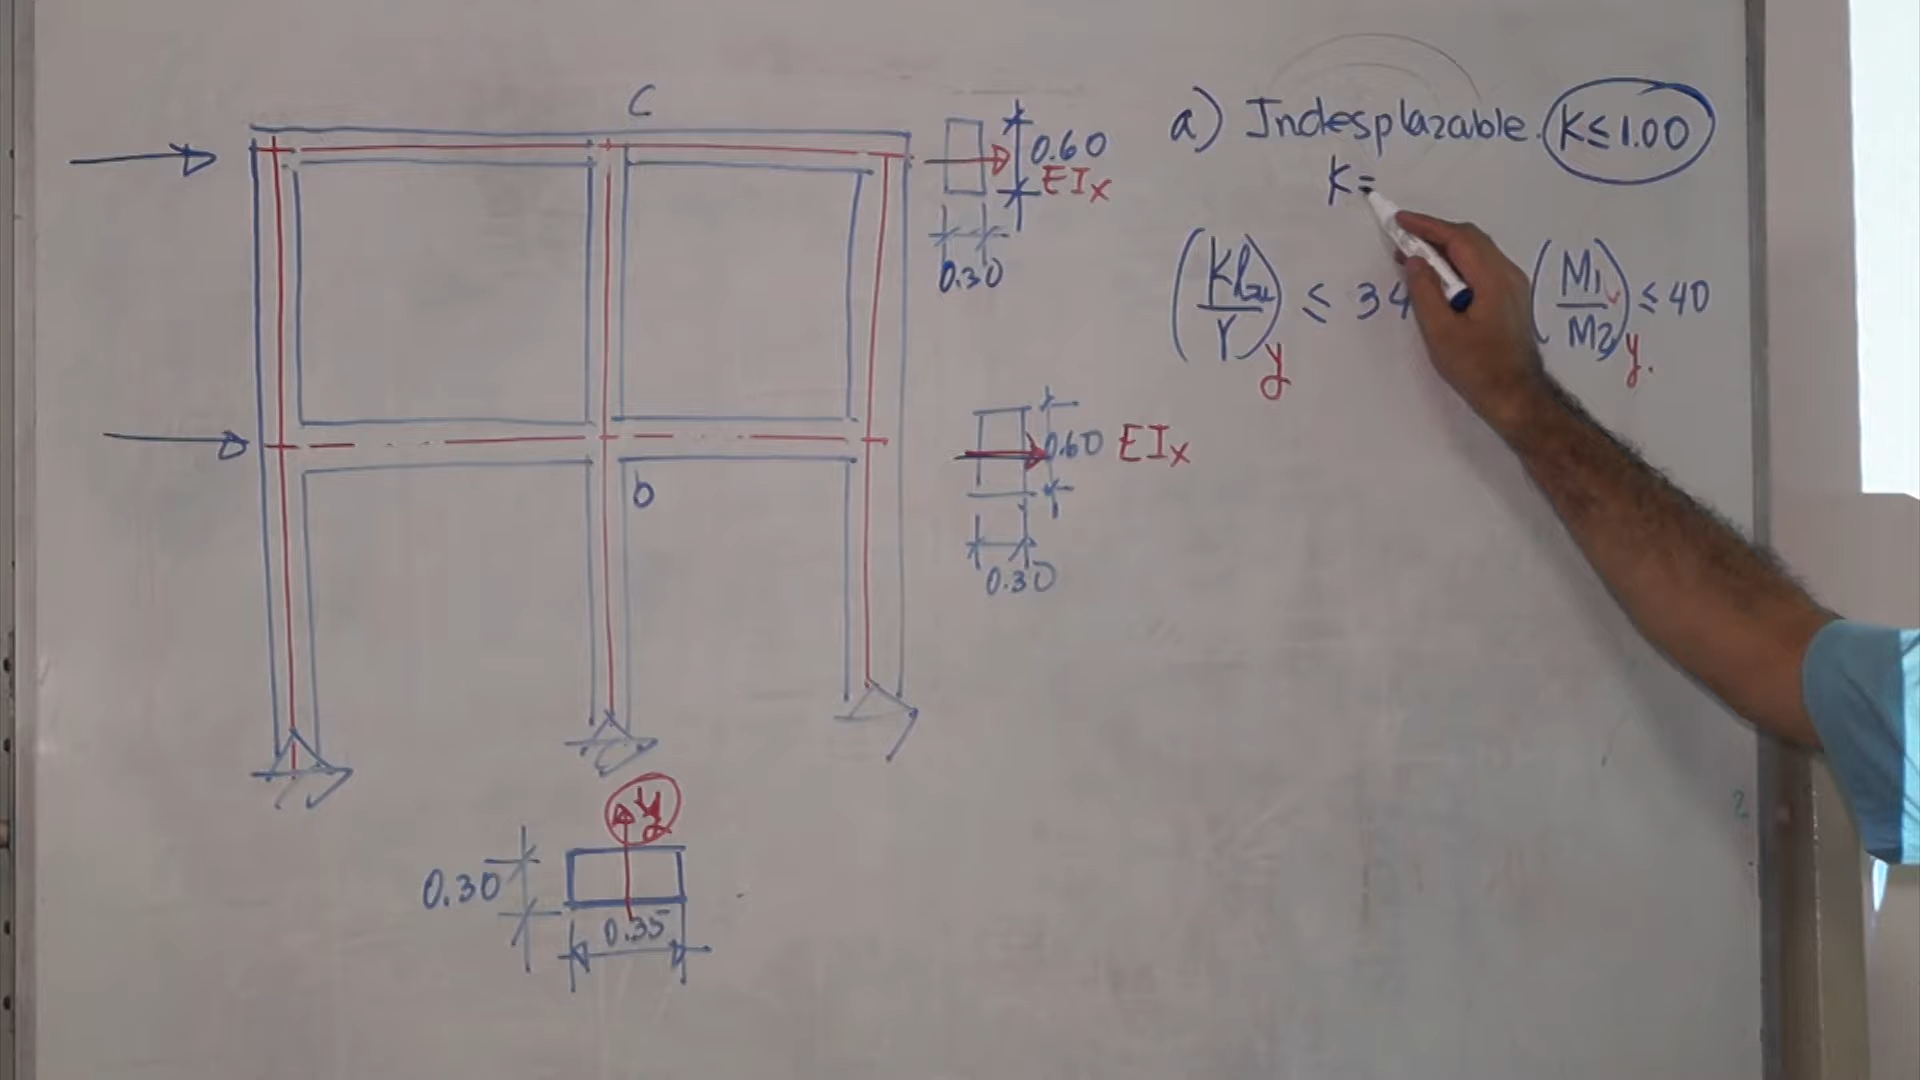 C
0.60
EIx
0.30
b
0.60 EIx
0.30
y
0.30
0.35
a) Indesplazable. K ≤ 1.00
K =
(Klu/r)y ≤ 34 (M1/M2)y. ≤ 40